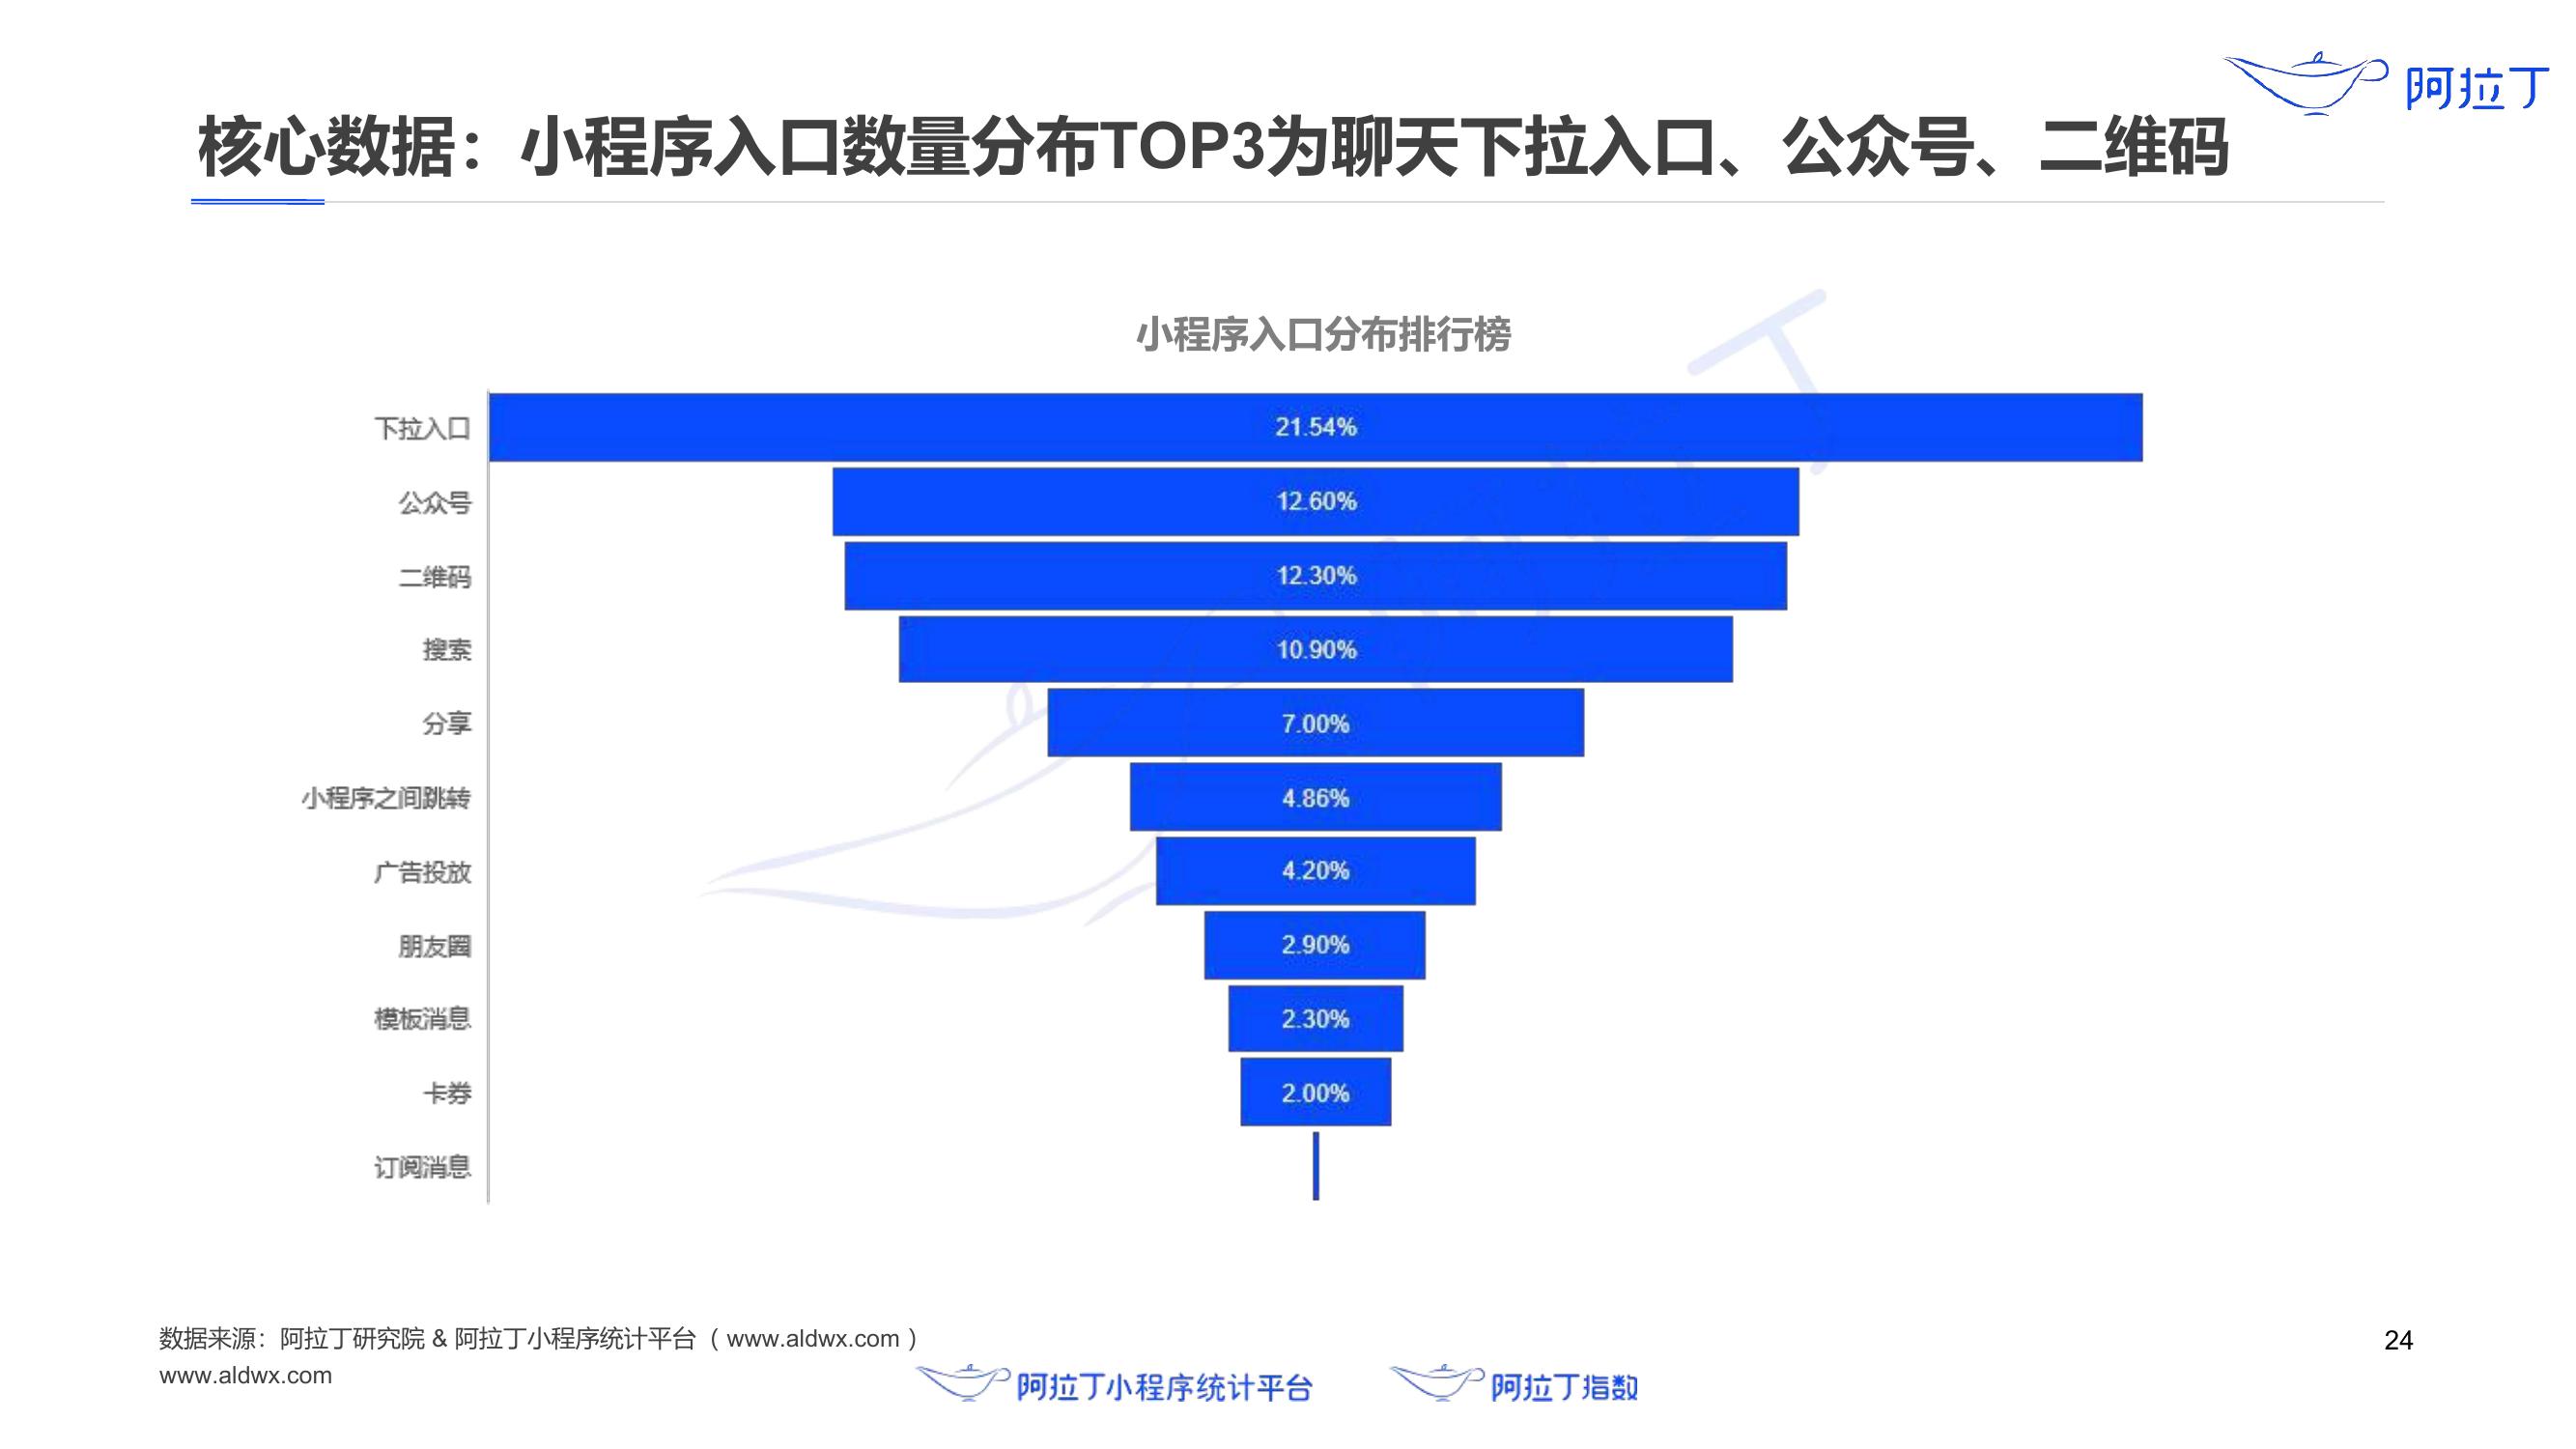 阿拉丁
核心数据：小程序入口数量分布TOP3为聊天下拉入口、公众号、二维码
小程序入口分布排行榜
下拉入口 21.54%
公众号 12.60%
二维码 12.30%
搜索 10.90%
分享 7.00%
小程序之间跳转 4.86%
广告投放 4.20%
朋友圈 2.90%
模板消息 2.30%
卡券 2.00%
订阅消息
数据来源：阿拉丁研究院 & 阿拉丁小程序统计平台（www.aldwx.com）
24
www.aldwx.com
阿拉丁小程序统计平台 阿拉丁指数